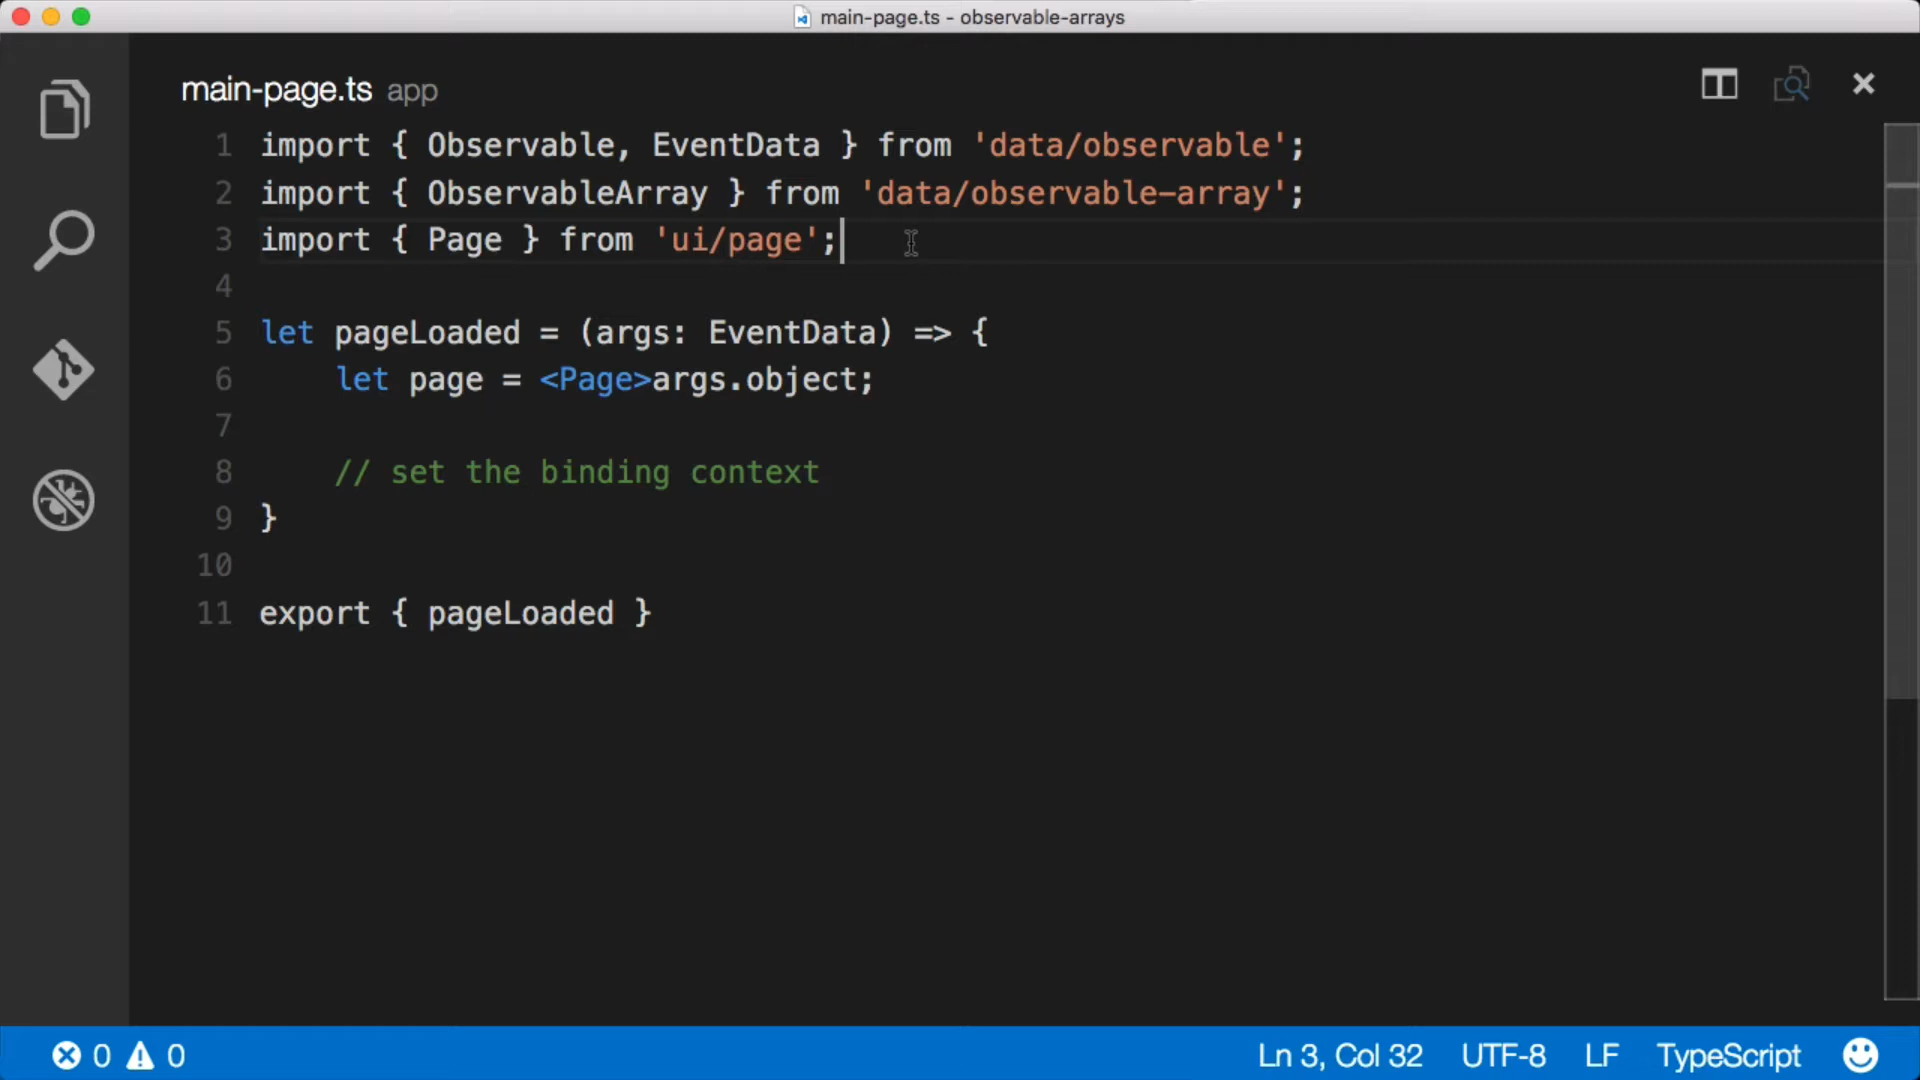 main-page.ts - observable-arrays
main-page.ts app
1 import { Observable, EventData } from 'data/observable';
2 import { ObservableArray } from 'data/observable-array';
3 import { Page } from 'ui/page';
4
5 let pageLoaded = (args: EventData) => {
6     let page = <Page>args.object;
7
8     // set the binding context
9 }
10
11 export { pageLoaded }
0 0 Ln 3, Col 32 UTF-8 LF TypeScript